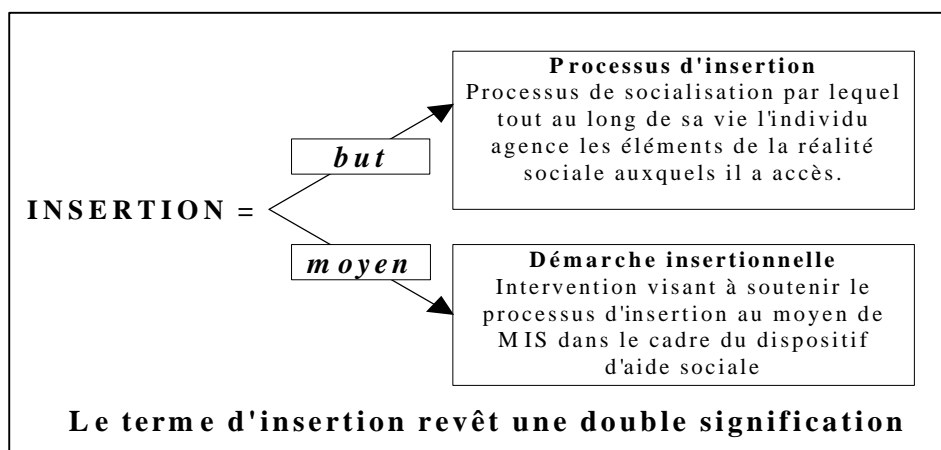 Processus d'insertion
Processus de socialisation par lequel
tout au long de sa vie l'individu
agence les éléments de la réalité
sociale auxquels il a accès.
but
INSERTION =
moyen
Démarche insertionnelle
Intervention visant à soutenir le
processus d'insertion au moyen de
MIS dans le cadre du dispositif
d'aide sociale
Le terme d'insertion revêt une double signification